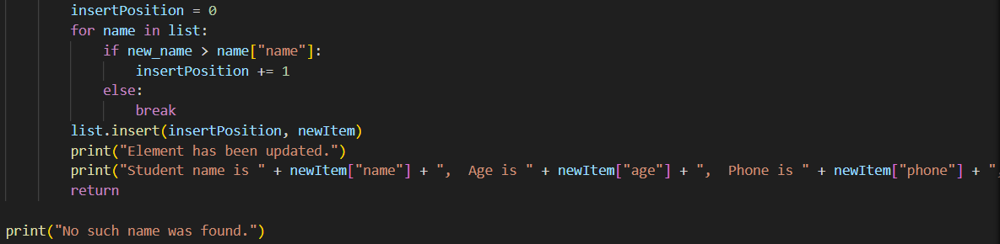 insertPosition = 0
for name in list:
if new_name > name["name"]:
insertPosition += 1
else:
break
list.insert(insertPosition, newItem)
print("Element has been updated.")
print("Student name is " + newItem["name"] + ",  Age is " + newItem["age"] + ",  Phone is " + newItem["phone"] + ",
return
print("No such name was found.")